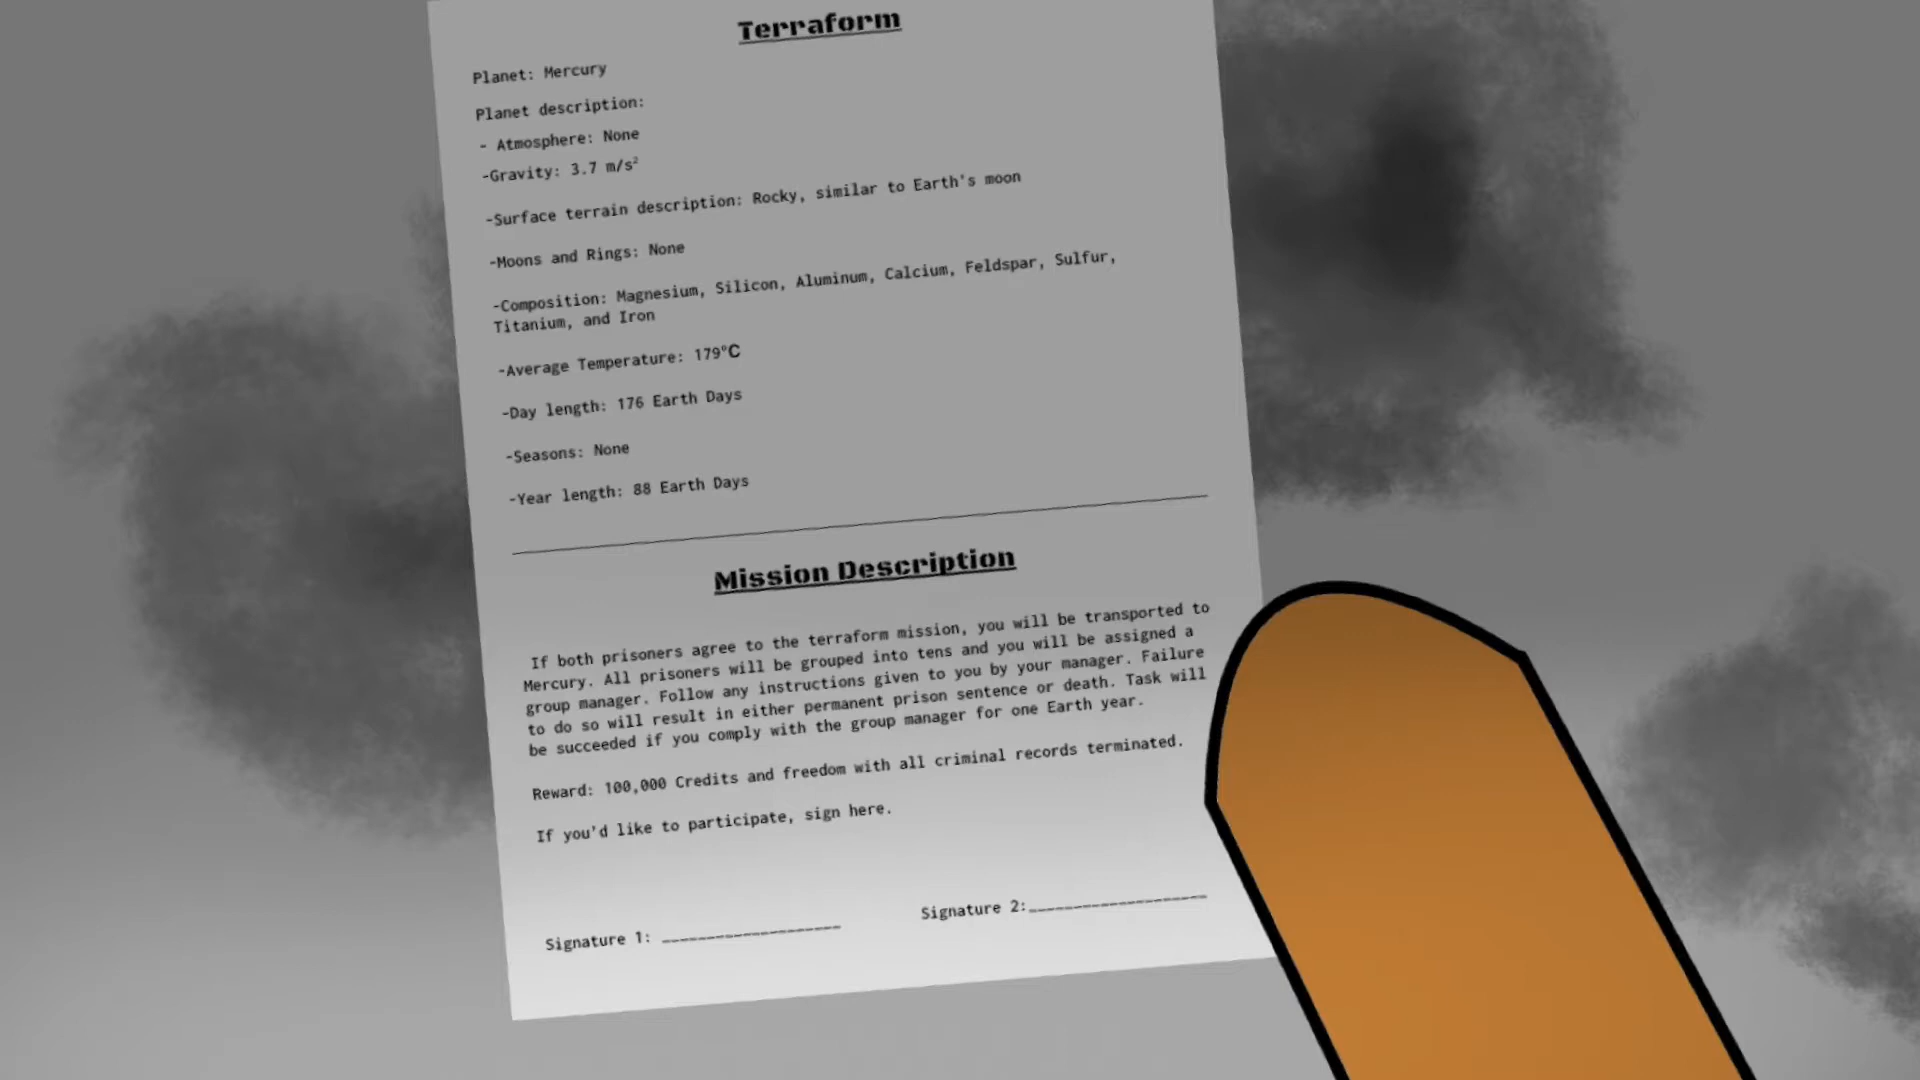 Terraform
Planet: Mercury
Planet description:
- Atmosphere: None
-Gravity: 3.7 m/s²
-Surface terrain description: Rocky, similar to Earth's moon
-Moons and Rings: None
-Composition: Magnesium, Silicon, Aluminum, Calcium, Feldspar, Sulfur,
Titanium, and Iron
-Average Temperature: 179°C
-Day length: 176 Earth Days
-Seasons: None
-Year length: 88 Earth Days
Mission Description
If both prisoners agree to the terraform mission, you will be transported to
Mercury. All prisoners will be grouped into tens and you will be assigned a
group manager. Follow any instructions given to you by your manager. Failure
to do so will result in either permanent prison sentence or death. Task will
be succeeded if you comply with the group manager for one Earth year.
Reward: 100,000 Credits and freedom with all criminal records terminated.
If you'd like to participate, sign here.
Signature 1: ____________________ Signature 2:____________________